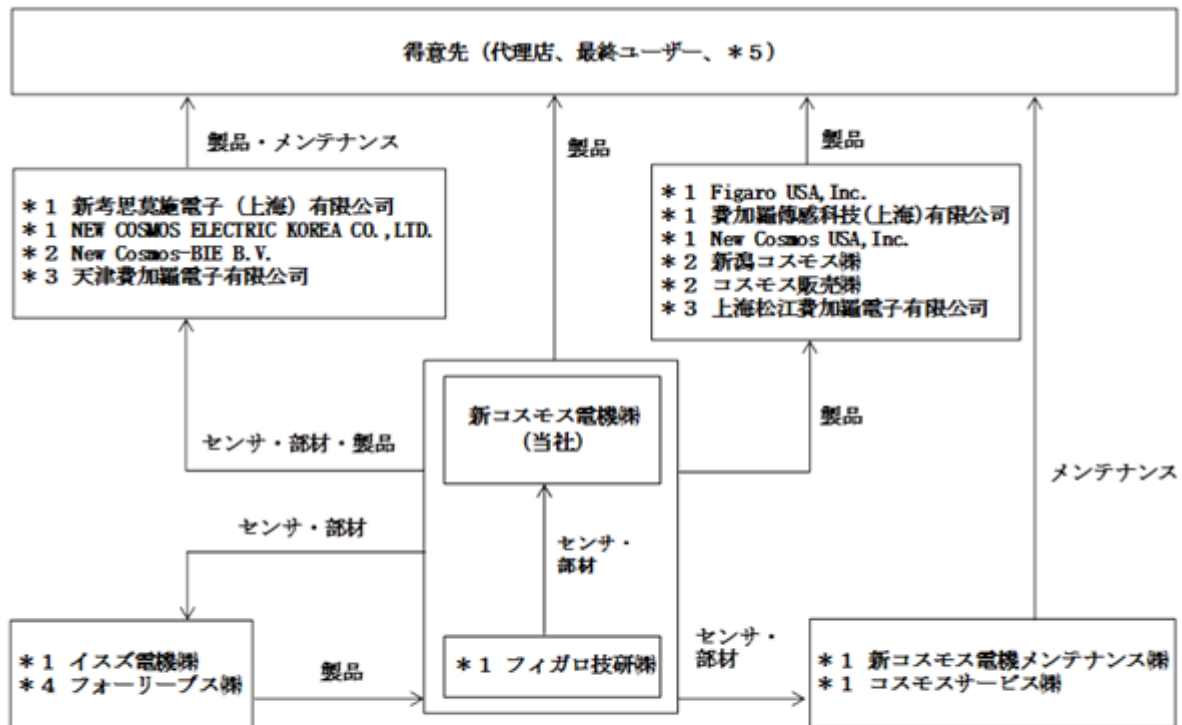 得意先（代理店、最終ユーザー、＊５）
製品・メンテナンス
製品
製品
＊１ 新考思莫施電子（上海）有限公司
＊１ NEW COSMOS ELECTRIC KOREA CO.,LTD.
＊２ New Cosmos-BIE B.V.
＊３ 天津費加羅電子有限公司
＊１ Figaro USA,Inc.
＊１ 費加羅傳感科技(上海)有限公司
＊１ New Cosmos USA,Inc.
＊２ 新潟コスモス㈱
＊２ コスモス販売㈱
＊３ 上海松江費加羅電子有限公司
新コスモス電機㈱
（当社）
センサ・部材・製品
製品
メンテナンス
センサ・部材
センサ・
部材
＊１ イスズ電機㈱
＊４ フォーリーブス㈱
製品
＊１ フィガロ技研㈱
センサ・
部材
＊１ 新コスモス電機メンテナンス㈱
＊１ コスモスサービス㈱